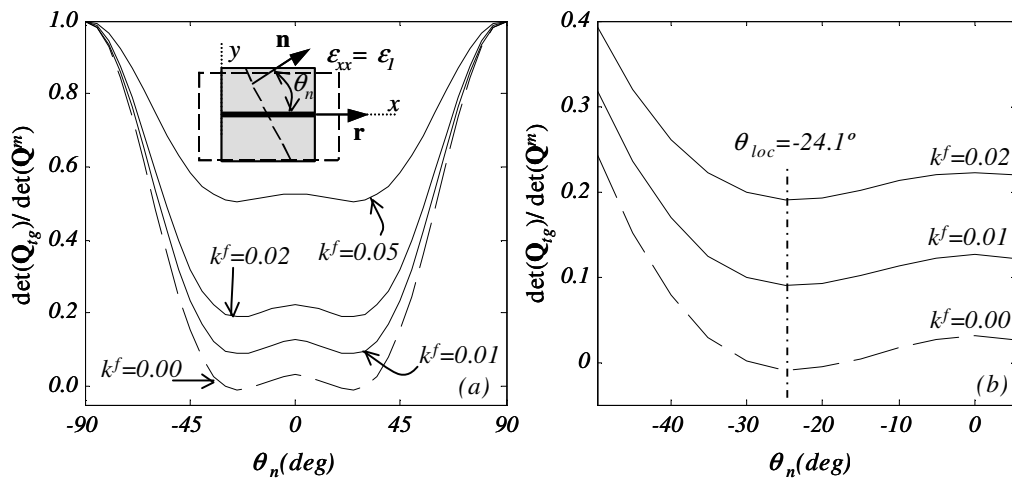 1.0
0.8
0.6
0.4
0.2
0.0
-90
-45
0
45
90
θn(deg)
det(Qtg)/ det(Qm)
y
n
εxx= εI
θn
x
r
kf=0.05
kf=0.02
kf=0.01
kf=0.00
(a)
0.4
0.3
0.2
0.1
0
-40
-30
-20
-10
0
θn(deg)
det(Qtg)/ det(Qm)
θloc=-24.1º
kf=0.02
kf=0.01
kf=0.00
(b)